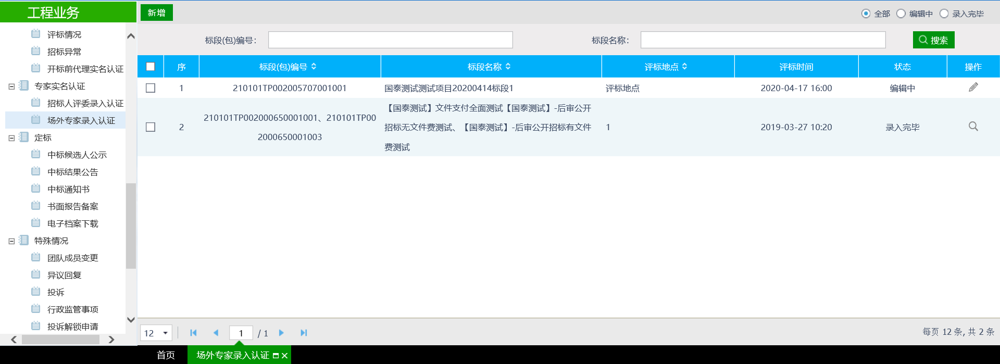 工程业务
评标情况
招标异常
开标前代理实名认证
专家实名认证
招标人评委录入认证
场外专家录入认证
定标
中标候选人公示
中标结果公告
中标通知书
书面报告备案
电子档案下载
特殊情况
团队成员变更
异议回复
投诉
行政监管事项
投诉解锁申请
新增
全部 编辑中 录入完毕
标段(包)编号: 标段名称: 搜索
序 标段(包)编号 标段名称 评标地点 评标时间 状态 操作
1 210101TP002005707001001 国泰测试测试项目20200414标段1 评标地点 2020-04-17 16:00 编辑中
2 210101TP002000650001001、210101TP00
2000650001003
【国泰测试】文件支付全面测试【国泰测试】-后审公开
招标无文件费测试、【国泰测试】-后审公开招标有文件
费测试
1 2019-03-27 10:20 录入完毕
12 1 / 1 每页 12 条, 共 2 条
首页 场外专家录入认证